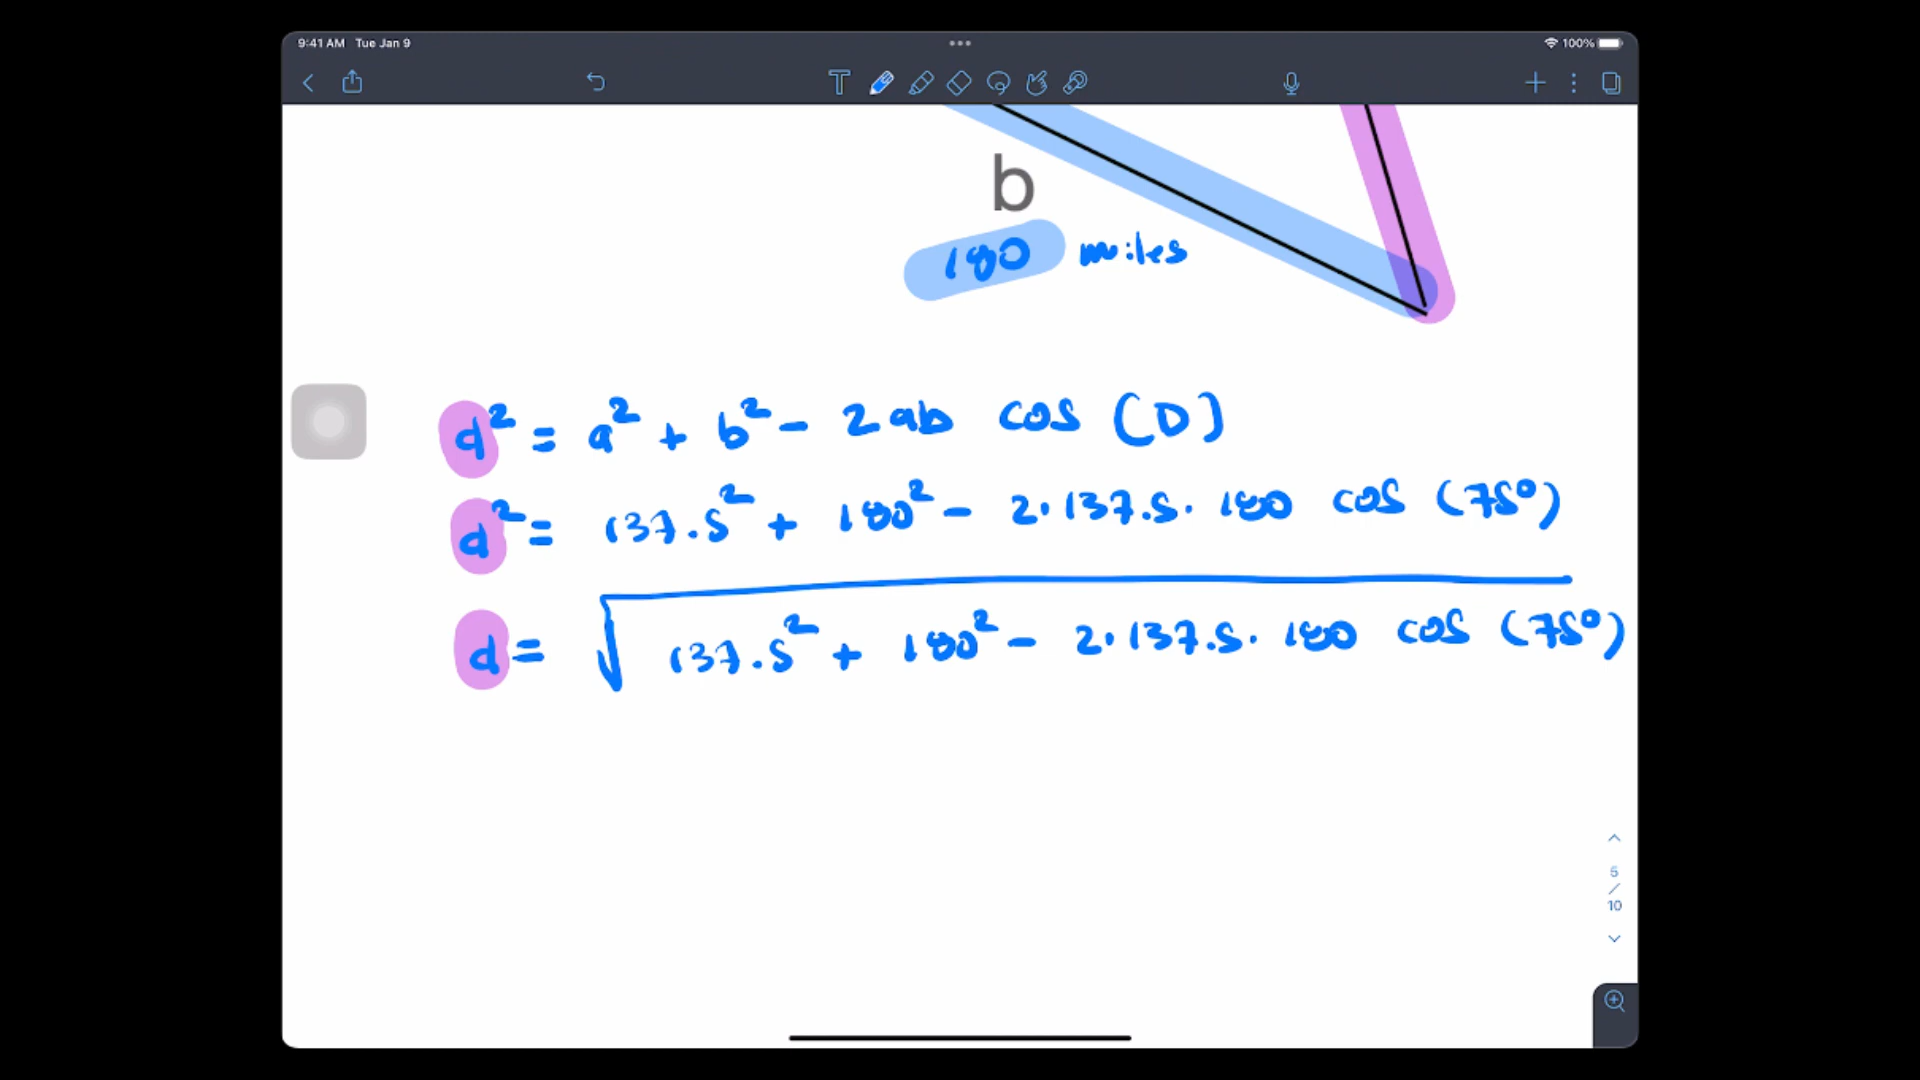 9:41 AM Tue Jan 9
100%
b
180 miles
d² = a² + b² - 2ab cos (D)
d² = 137.5² + 180² - 2·137.5·180 cos (75°)
d = √137.5² + 180² - 2·137.5·180 cos (75°)
5
/
10